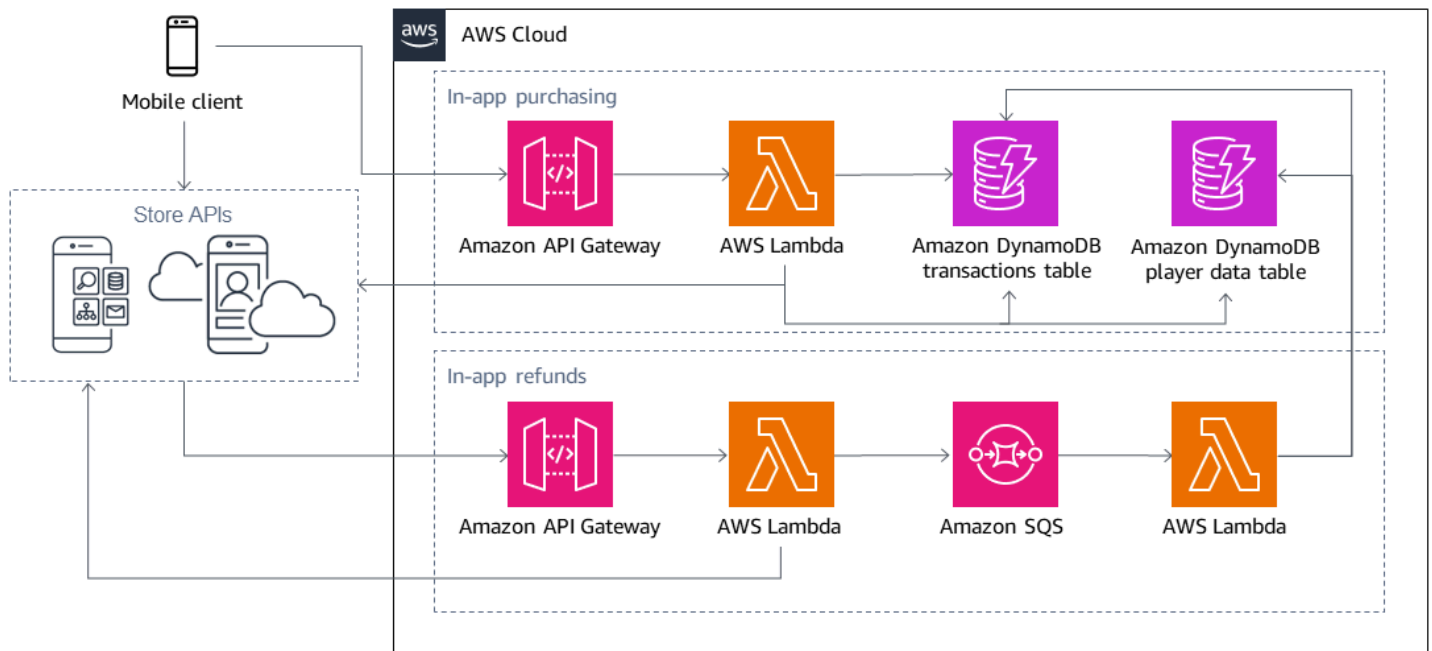 aws
AWS Cloud
Mobile client
In-app purchasing
Store APIs
Amazon API Gateway
AWS Lambda
Amazon DynamoDB
transactions table
Amazon DynamoDB
player data table
In-app refunds
Amazon API Gateway
AWS Lambda
Amazon SQS
AWS Lambda